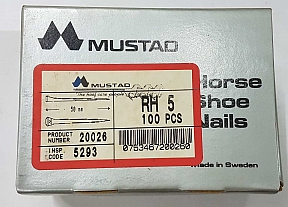 MUSTAD
Horse
Shoe
Nails
Made in Sweden
MUSTAD
RH 5
100 PCS
50 mm
PRODUCT
NUMBER 20026
INSP.
CODE 5293